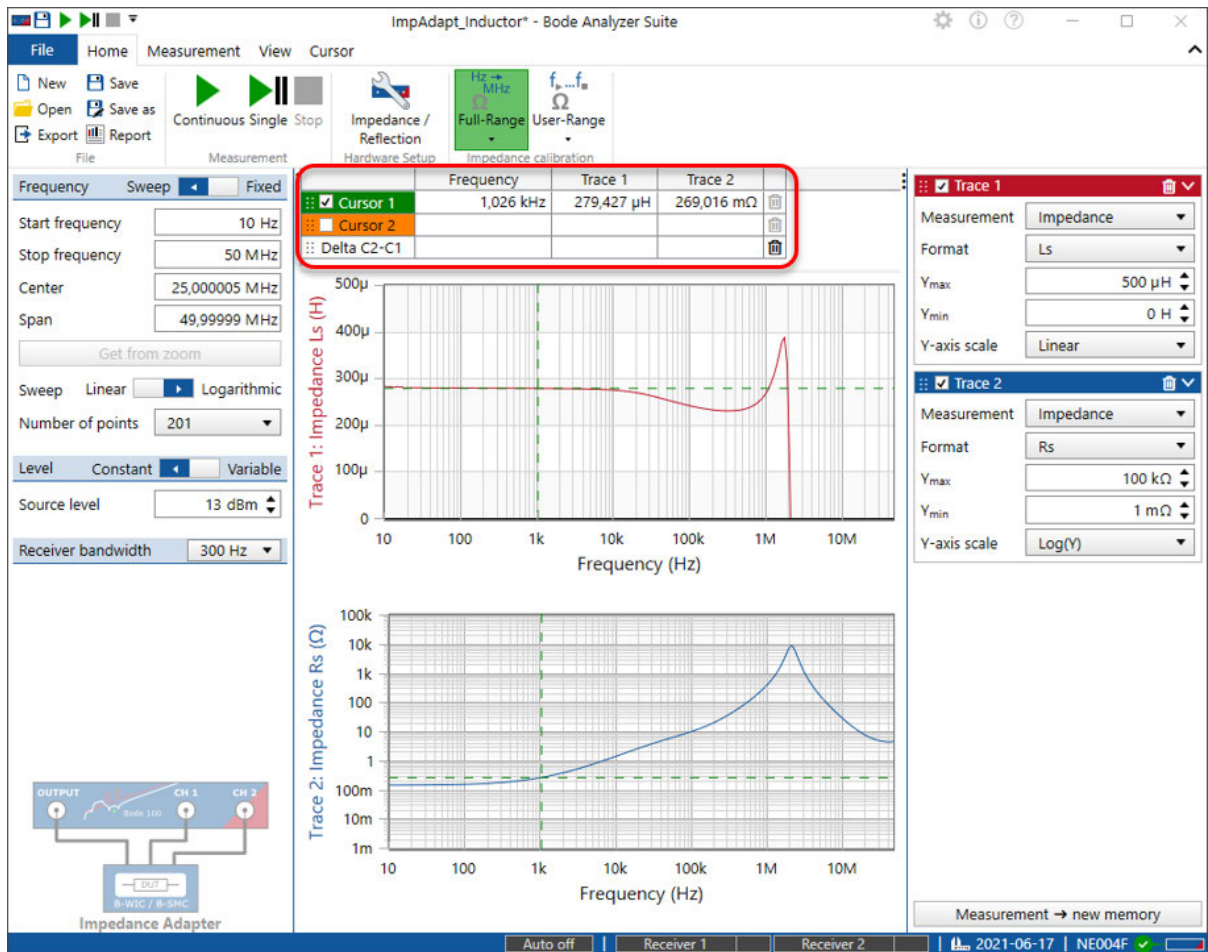 ImpAdapt_Inductor* - Bode Analyzer Suite
File Home Measurement View Cursor
New Save
Open Save as
Export Report
File
Continuous Single Stop
Measurement
Impedance /
Reflection
Hardware Setup
Hz → MHz
Ω
Full-Range
f▸...f■
Ω
User-Range
Impedance calibration
Frequency Sweep Fixed
Start frequency 10 Hz
Stop frequency 50 MHz
Center 25,000005 MHz
Span 49,99999 MHz
Get from zoom
Sweep Linear Logarithmic
Number of points 201
Level Constant Variable
Source level 13 dBm
Receiver bandwidth 300 Hz
OUTPUT CH 1 CH 2
Bode 100
DUT
B-WIC / B-SMC
Impedance Adapter
Frequency Trace 1 Trace 2
Cursor 1 1,026 kHz 279,427 µH 269,016 mΩ
Cursor 2
Delta C2-C1
Trace 1: Impedance Ls (H)
500µ
400µ
300µ
200µ
100µ
0
10 100 1k 10k 100k 1M 10M
Frequency (Hz)
Trace 2: Impedance Rs (Ω)
100k
10k
1k
100
10
1
100m
10m
1m
10 100 1k 10k 100k 1M 10M
Frequency (Hz)
Trace 1
Measurement Impedance
Format Ls
Ymax 500 µH
Ymin 0 H
Y-axis scale Linear
Trace 2
Measurement Impedance
Format Rs
Ymax 100 kΩ
Ymin 1 mΩ
Y-axis scale Log(Y)
Measurement → new memory
Auto off | Receiver 1 Receiver 2 | 2021-06-17 | NE004F